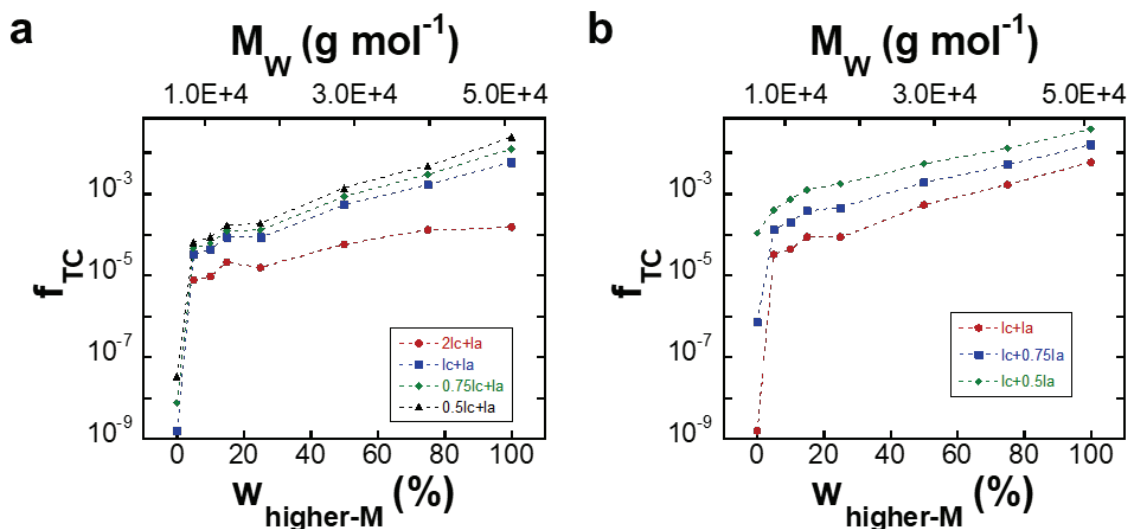 a
M_W (g mol^-1)
1.0E+4 3.0E+4 5.0E+4
f_TC
10^-3
10^-5
10^-7
10^-9
2lc+la
lc+la
0.75lc+la
0.5lc+la
0 20 40 60 80 100
w_higher-M (%)
b
M_W (g mol^-1)
1.0E+4 3.0E+4 5.0E+4
f_TC
10^-3
10^-5
10^-7
10^-9
lc+la
lc+0.75la
lc+0.5la
0 20 40 60 80 100
w_higher-M (%)